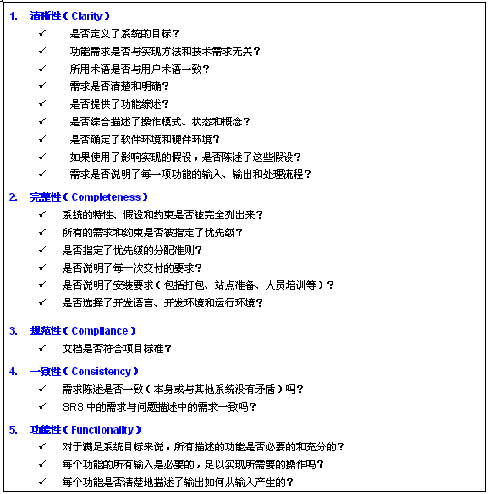 1. 清晰性（Clarity）
✓ 是否定义了系统的目标？
✓ 功能需求是否与实现方法和技术需求无关？
✓ 所用术语是否与用户术语一致？
✓ 需求是否清楚和明确？
✓ 是否提供了功能综述？
✓ 是否综合描述了操作模式、状态和概念？
✓ 是否确定了软件环境和硬件环境？
✓ 如果使用了影响实现的假设，是否陈述了这些假设？
✓ 需求是否说明了每一项功能的输入、输出和处理流程？
2. 完整性（Completeness）
✓ 系统的特性、假设和约束是否被完全列出来？
✓ 所有的需求和约束是否被指定了优先级？
✓ 是否指定了优先级的分配准则？
✓ 是否说明了每一次交付的要求？
✓ 是否说明了安装要求（包括打包、站点准备、人员培训等）？
✓ 是否选择了开发语言、开发环境和运行环境？
3. 规范性（Compliance）
✓ 文档是否符合项目标准？
4. 一致性（Consistency）
✓ 需求陈述是否一致（本身或与其他系统没有矛盾）吗？
✓ SRS 中的需求与问题描述中的需求一致吗？
5. 功能性（Functionality）
✓ 对于满足系统目标来说，所有描述的功能是否必要的和充分的？
✓ 每个功能的所有输入是必要的，足以实现所需要的操作吗？
✓ 每个功能是否清楚地描述了输出如何从输入产生的？